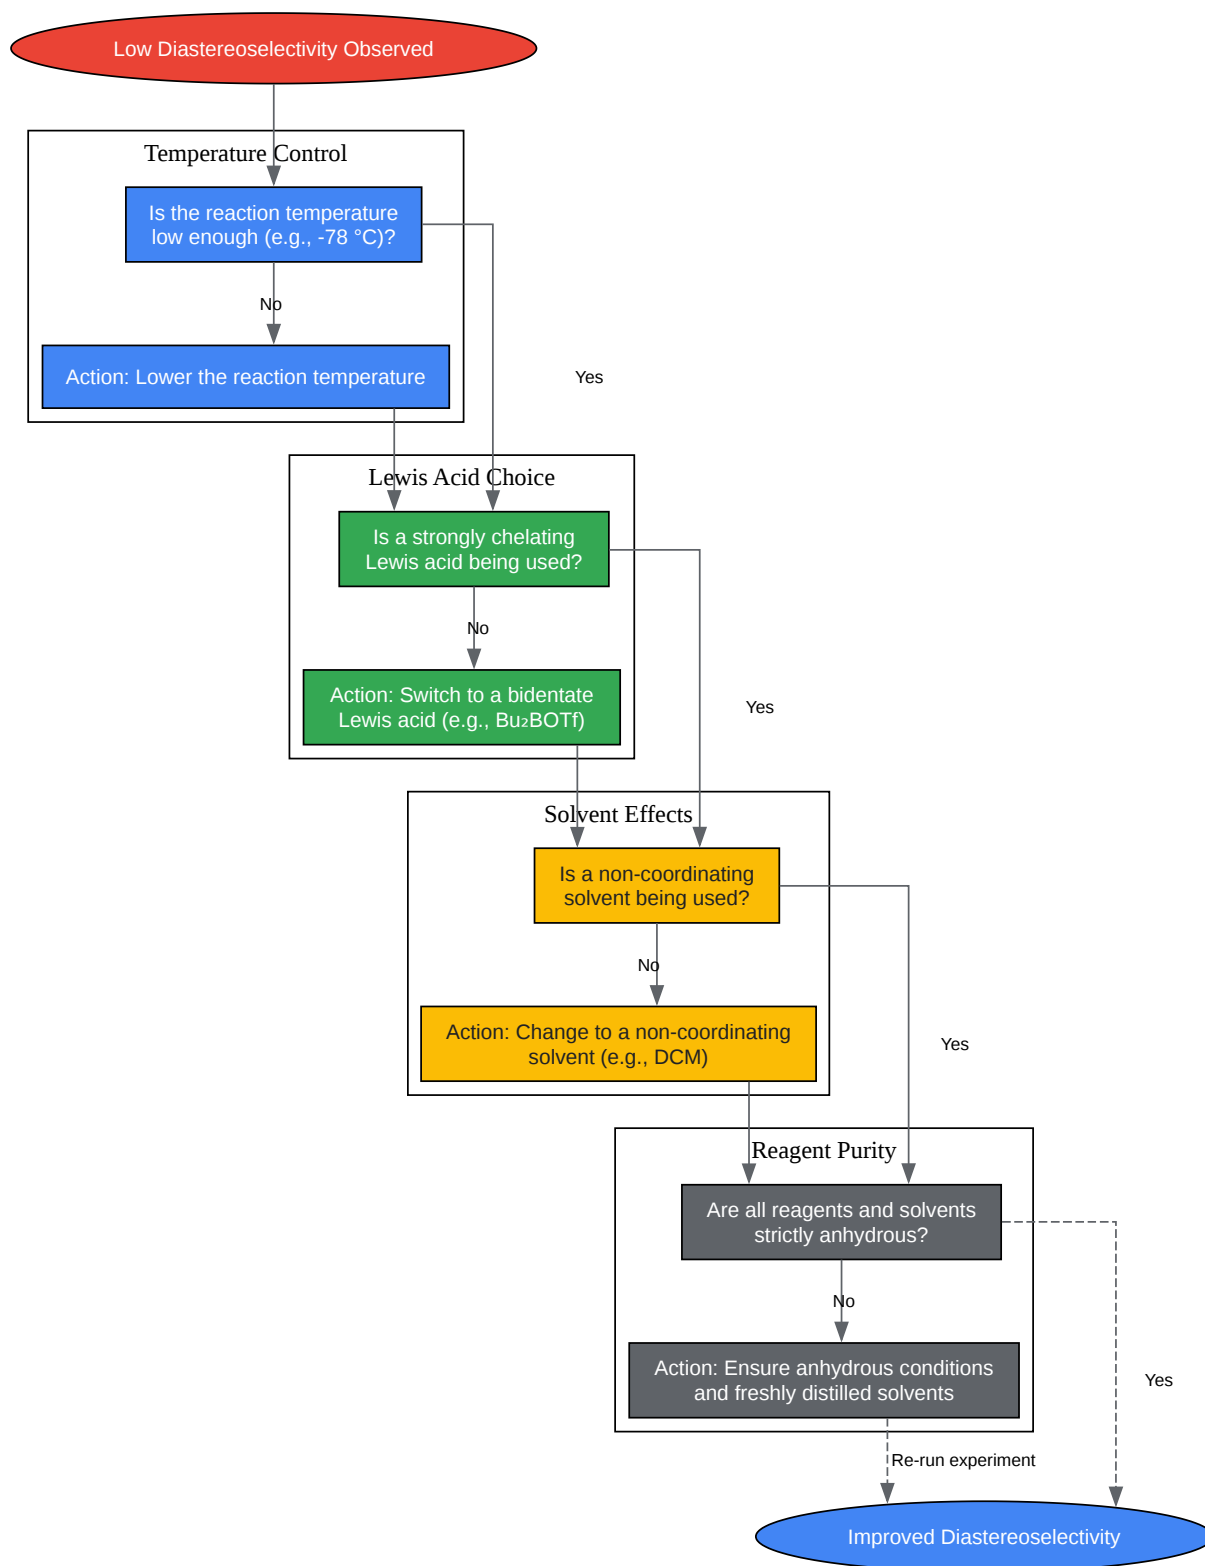 Low Diastereoselectivity Observed
Temperature Control
Is the reaction temperature
low enough (e.g., -78 °C)?
No
Action: Lower the reaction temperature
Yes
Lewis Acid Choice
Is a strongly chelating
Lewis acid being used?
No
Action: Switch to a bidentate
Lewis acid (e.g., Bu₂BOTf)
Yes
Solvent Effects
Is a non-coordinating
solvent being used?
No
Action: Change to a non-coordinating
solvent (e.g., DCM)
Yes
Reagent Purity
Are all reagents and solvents
strictly anhydrous?
No
Action: Ensure anhydrous conditions
and freshly distilled solvents
Yes
Re-run experiment
Improved Diastereoselectivity